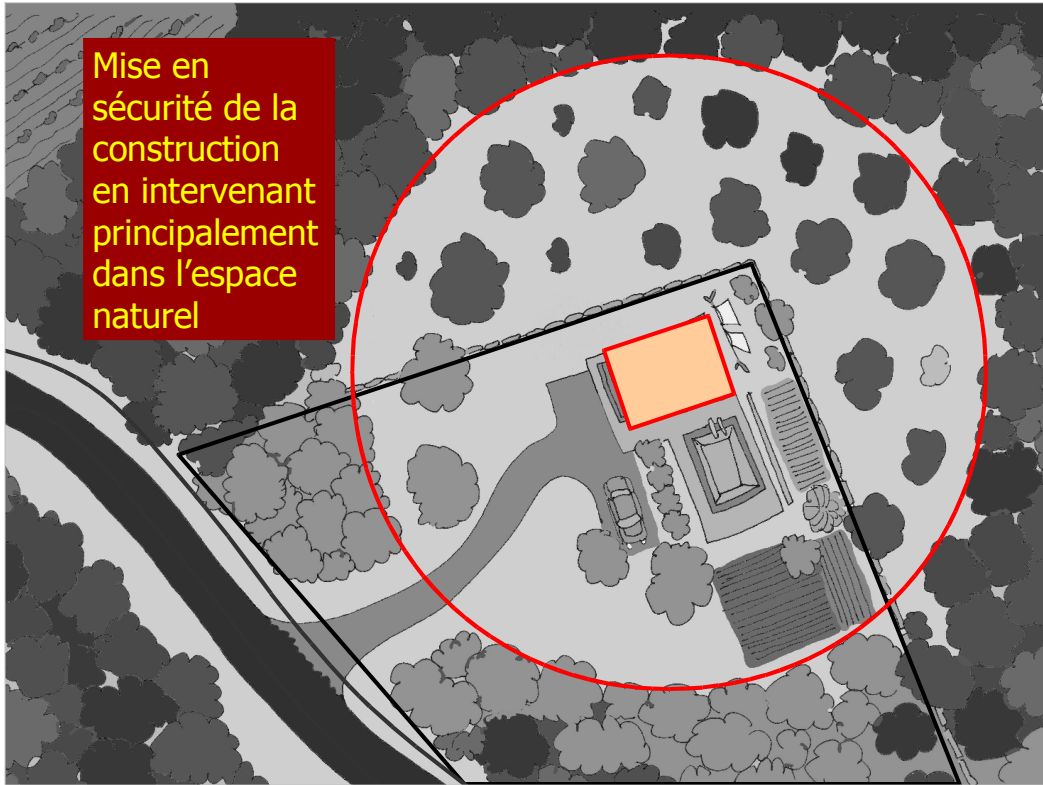 Mise en
sécurité de la
construction
en intervenant
principalement
dans l’espace
naturel